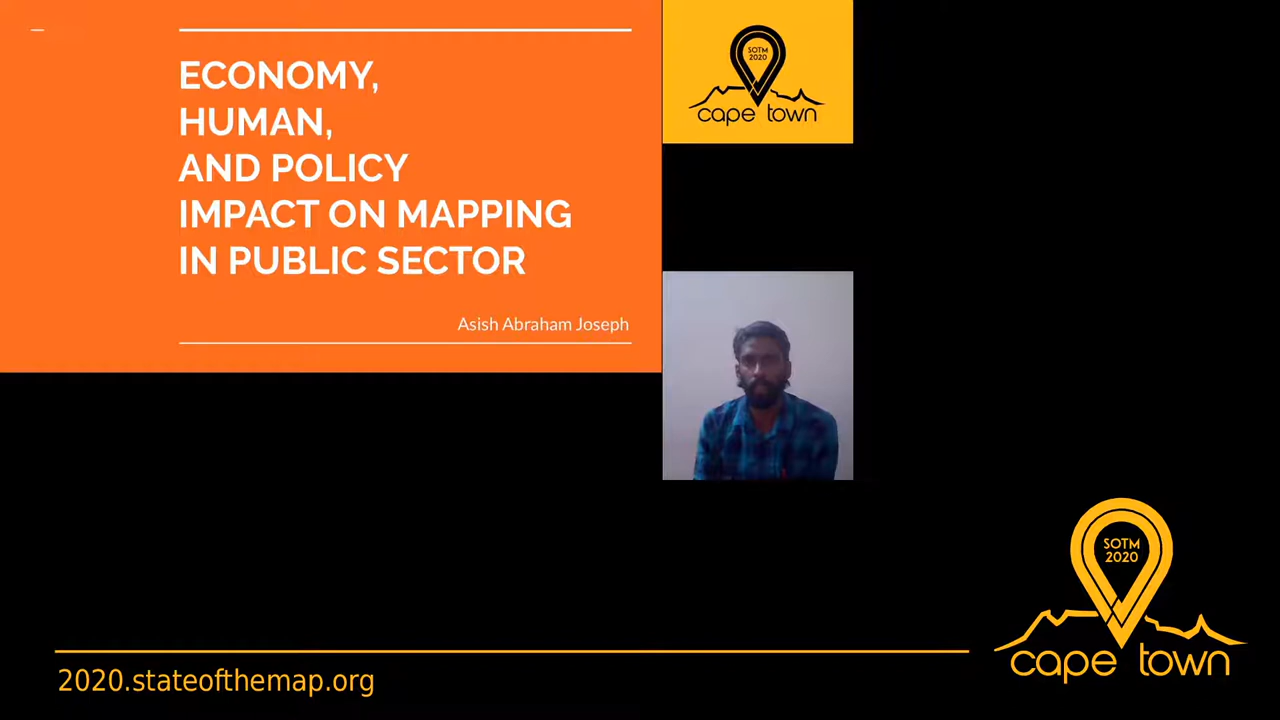 ECONOMY,
HUMAN,
AND POLICY
IMPACT ON MAPPING
IN PUBLIC SECTOR
Asish Abraham Joseph
SOTM
2020
cape town
SOTM
2020
cape town
2020.stateofthemap.org